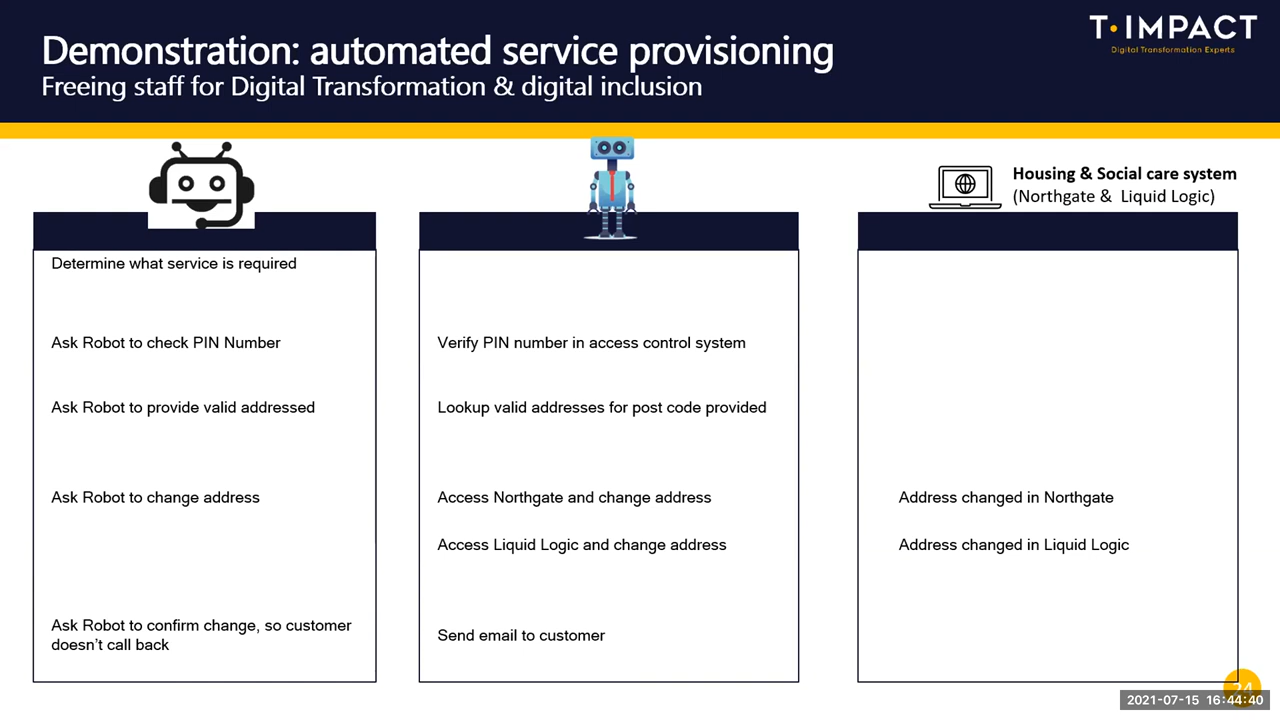 Demonstration: automated service provisioning
Freeing staff for Digital Transformation & digital inclusion
T·IMPACT
Digital Transformation Experts
Housing & Social care system
(Northgate & Liquid Logic)
Determine what service is required
Ask Robot to check PIN Number
Verify PIN number in access control system
Ask Robot to provide valid addressed
Lookup valid addresses for post code provided
Ask Robot to change address
Access Northgate and change address
Address changed in Northgate
Access Liquid Logic and change address
Address changed in Liquid Logic
Ask Robot to confirm change, so customer
doesn’t call back
Send email to customer
24
2021-07-15 16:44:40